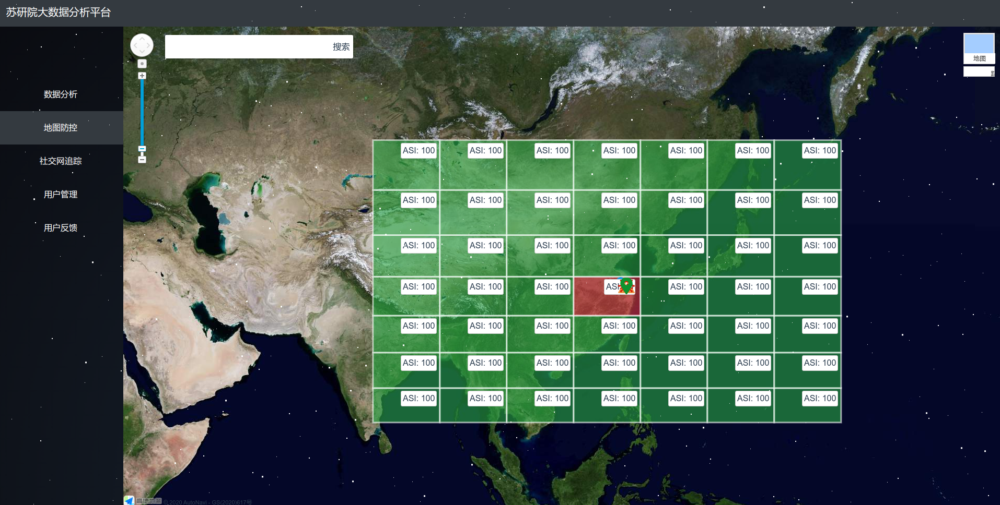 苏研院大数据分析平台
搜索
地图
数据分析
地图防控
社交网追踪
用户管理
用户反馈
ASI: 100 ASI: 100 ASI: 100 ASI: 100 ASI: 100 ASI: 100 ASI: 100
ASI: 100 ASI: 100 ASI: 100 ASI: 100 ASI: 100 ASI: 100 ASI: 100
ASI: 100 ASI: 100 ASI: 100 ASI: 100 ASI: 100 ASI: 100 ASI: 100
ASI: 100 ASI: 100 ASI: 100 ASI ASI: 100 ASI: 100 ASI: 100
ASI: 100 ASI: 100 ASI: 100 ASI: 100 ASI: 100 ASI: 100 ASI: 100
ASI: 100 ASI: 100 ASI: 100 ASI: 100 ASI: 100 ASI: 100 ASI: 100
ASI: 100 ASI: 100 ASI: 100 ASI: 100 ASI: 100 ASI: 100 ASI: 100
高德地图 © 2020 AutoNavi - GS(2020)617号